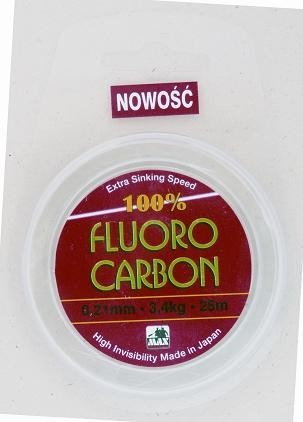 NOWOŚĆ
Extra Sinking Speed
100%
FLUORO
CARBON
0,21mm • 3,4kg • 25m
MAX
High Invisibility Made in Japan